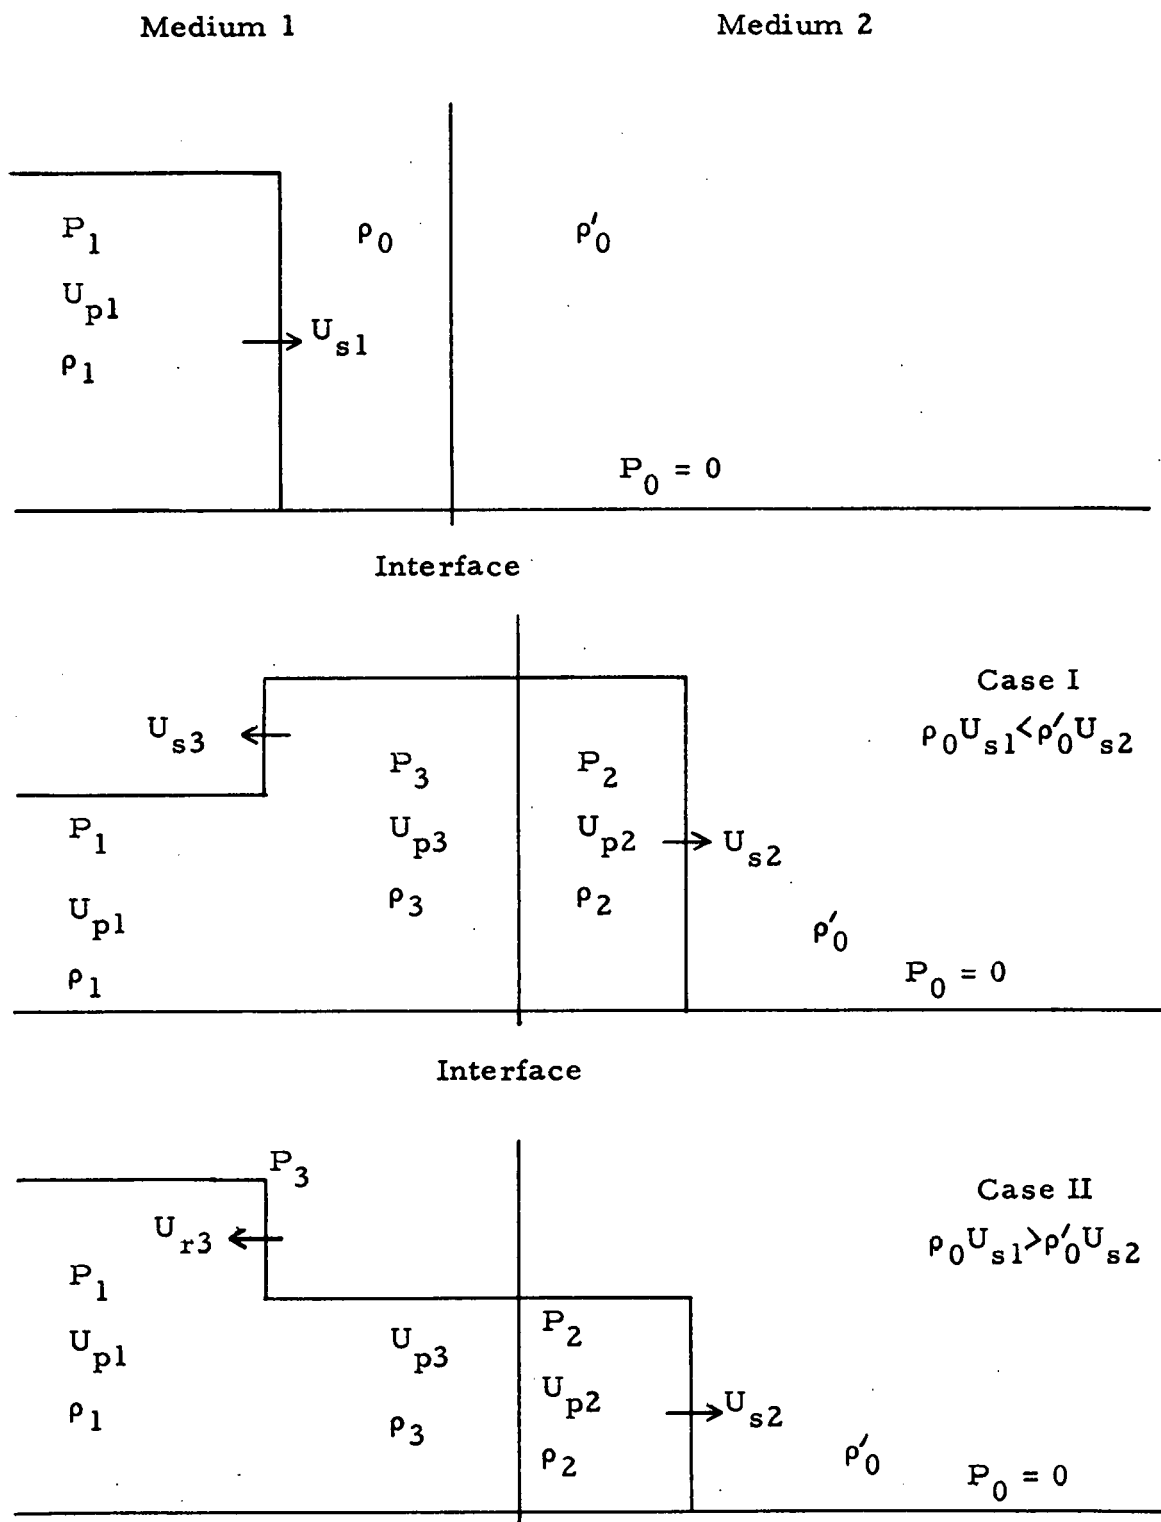 Medium 1 Medium 2
P₁ ρ₀ ρ′₀
Uₚ₁
Uₛ₁
ρ₁
P₀ = 0
Interface
Case I
Uₛ₃ ρ₀Uₛ₁<ρ′₀Uₛ₂
P₃ P₂
P₁ Uₚ₃ Uₚ₂ Uₛ₂
ρ₃ ρ₂
Uₚ₁ ρ′₀
ρ₁ P₀ = 0
Interface
P₃
Case II
Uᵣ₃ ρ₀Uₛ₁>ρ′₀Uₛ₂
P₁
P₂
Uₚ₁ Uₚ₃
Uₚ₂ Uₛ₂
ρ₁ ρ₃
ρ₂ ρ′₀
P₀ = 0